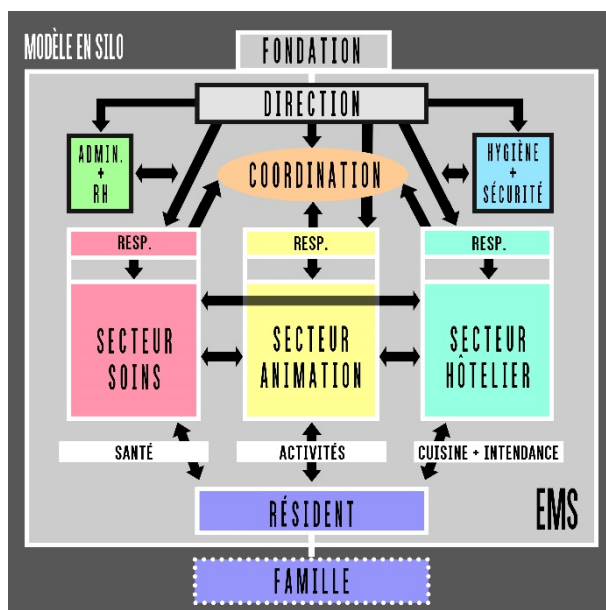 MODÈLE EN SILO
FONDATION
DIRECTION
ADMIN.
+
RH
COORDINATION
HYGIÈNE
+
SÉCURITÉ
RESP.
RESP.
RESP.
SECTEUR
SOINS
SECTEUR
ANIMATION
SECTEUR
HÔTELIER
SANTÉ
ACTIVITÉS
CUISINE + INTENDANCE
RÉSIDENT
EMS
FAMILLE